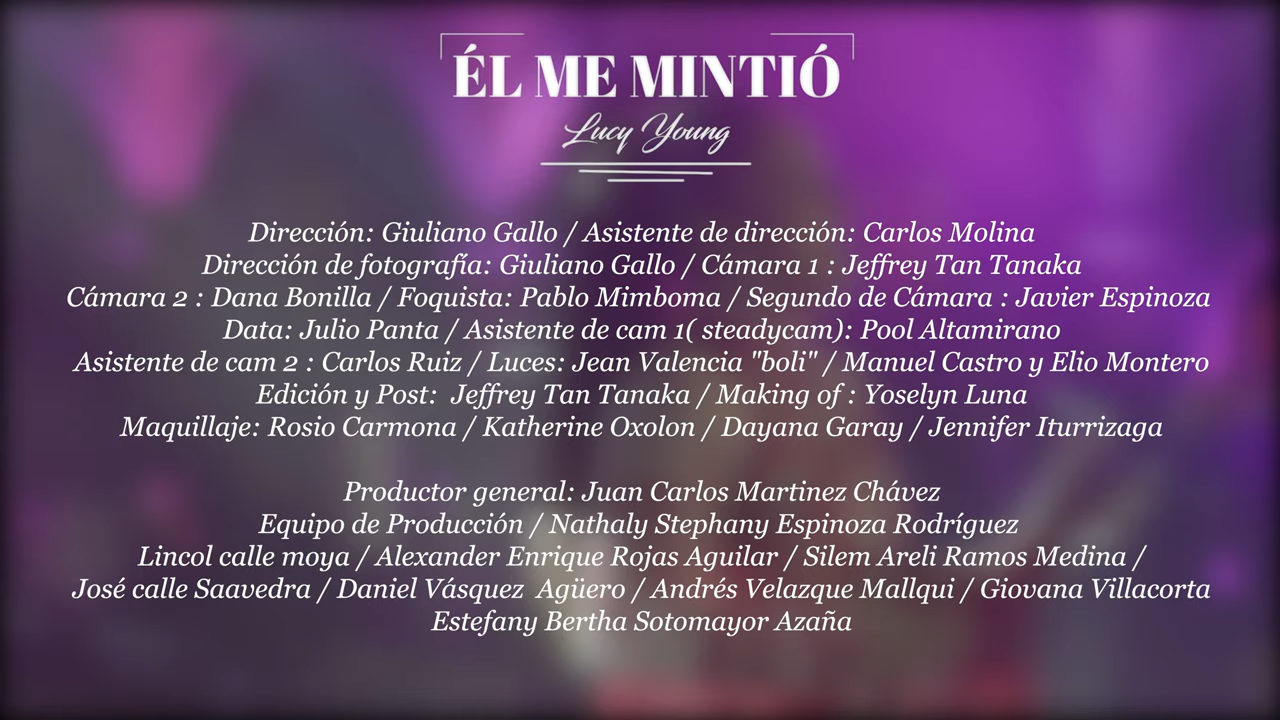 ÉL ME MINTIÓ
Lucy Young
Dirección: Giuliano Gallo / Asistente de dirección: Carlos Molina
Dirección de fotografía: Giuliano Gallo / Cámara 1 : Jeffrey Tan Tanaka
Cámara 2 : Dana Bonilla / Foquista: Pablo Mimboma / Segundo de Cámara : Javier Espinoza
Data: Julio Panta / Asistente de cam 1( steadycam): Pool Altamirano
Asistente de cam 2 : Carlos Ruiz / Luces: Jean Valencia "boli" / Manuel Castro y Elio Montero
Edición y Post:  Jeffrey Tan Tanaka / Making of : Yoselyn Luna
Maquillaje: Rosio Carmona / Katherine Oxolon / Dayana Garay / Jennifer Iturrizaga
Productor general: Juan Carlos Martinez Chávez
Equipo de Producción / Nathaly Stephany Espinoza Rodríguez
Lincol calle moya / Alexander Enrique Rojas Aguilar / Silem Areli Ramos Medina /
José calle Saavedra / Daniel Vásquez  Agüero / Andrés Velazque Mallqui / Giovana Villacorta
Estefany Bertha Sotomayor Azaña